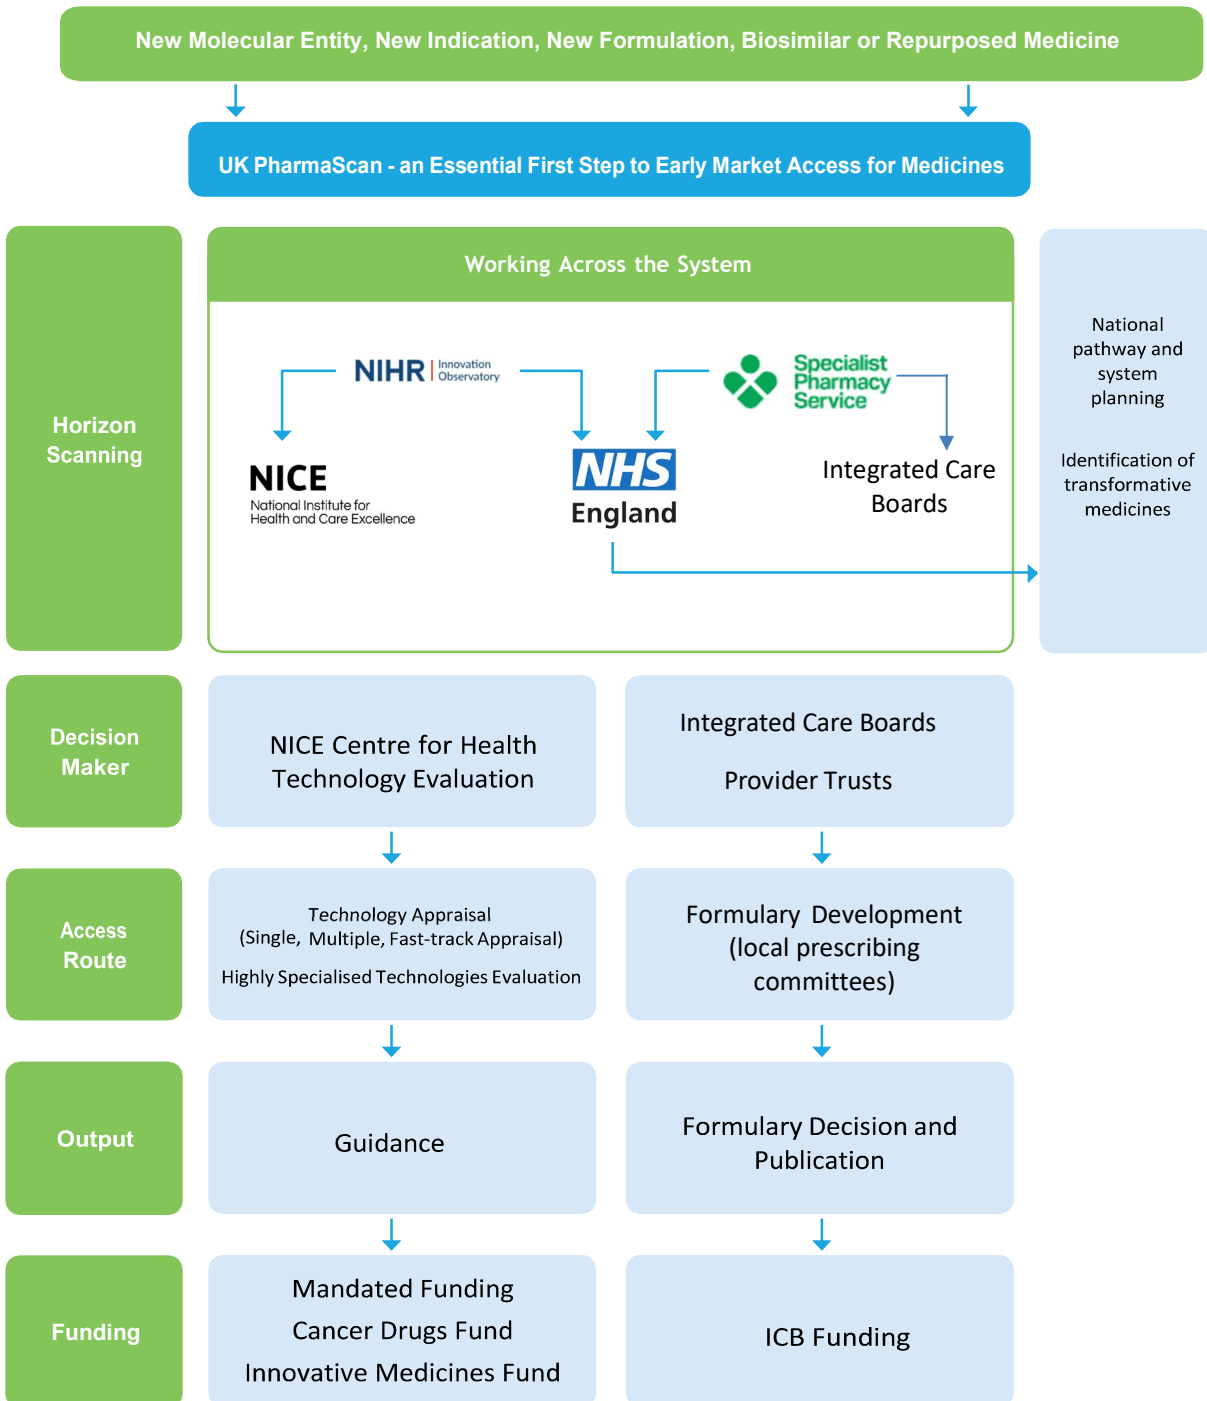 New Molecular Entity, New Indication, New Formulation, Biosimilar or Repurposed Medicine
UK PharmaScan - an Essential First Step to Early Market Access for Medicines
Horizon
Scanning
Working Across the System
NIHR | Innovation
Observatory
Specialist
Pharmacy
Service
NICE
National Institute for
Health and Care Excellence
NHS
England
Integrated Care
Boards
National
pathway and
system
planning
Identification of
transformative
medicines
Decision
Maker
NICE Centre for Health
Technology Evaluation
Integrated Care Boards
Provider Trusts
Access
Route
Technology Appraisal
(Single, Multiple, Fast-track Appraisal)
Highly Specialised Technologies Evaluation
Formulary Development
(local prescribing
committees)
Output
Guidance
Formulary Decision and
Publication
Funding
Mandated Funding
Cancer Drugs Fund
Innovative Medicines Fund
ICB Funding